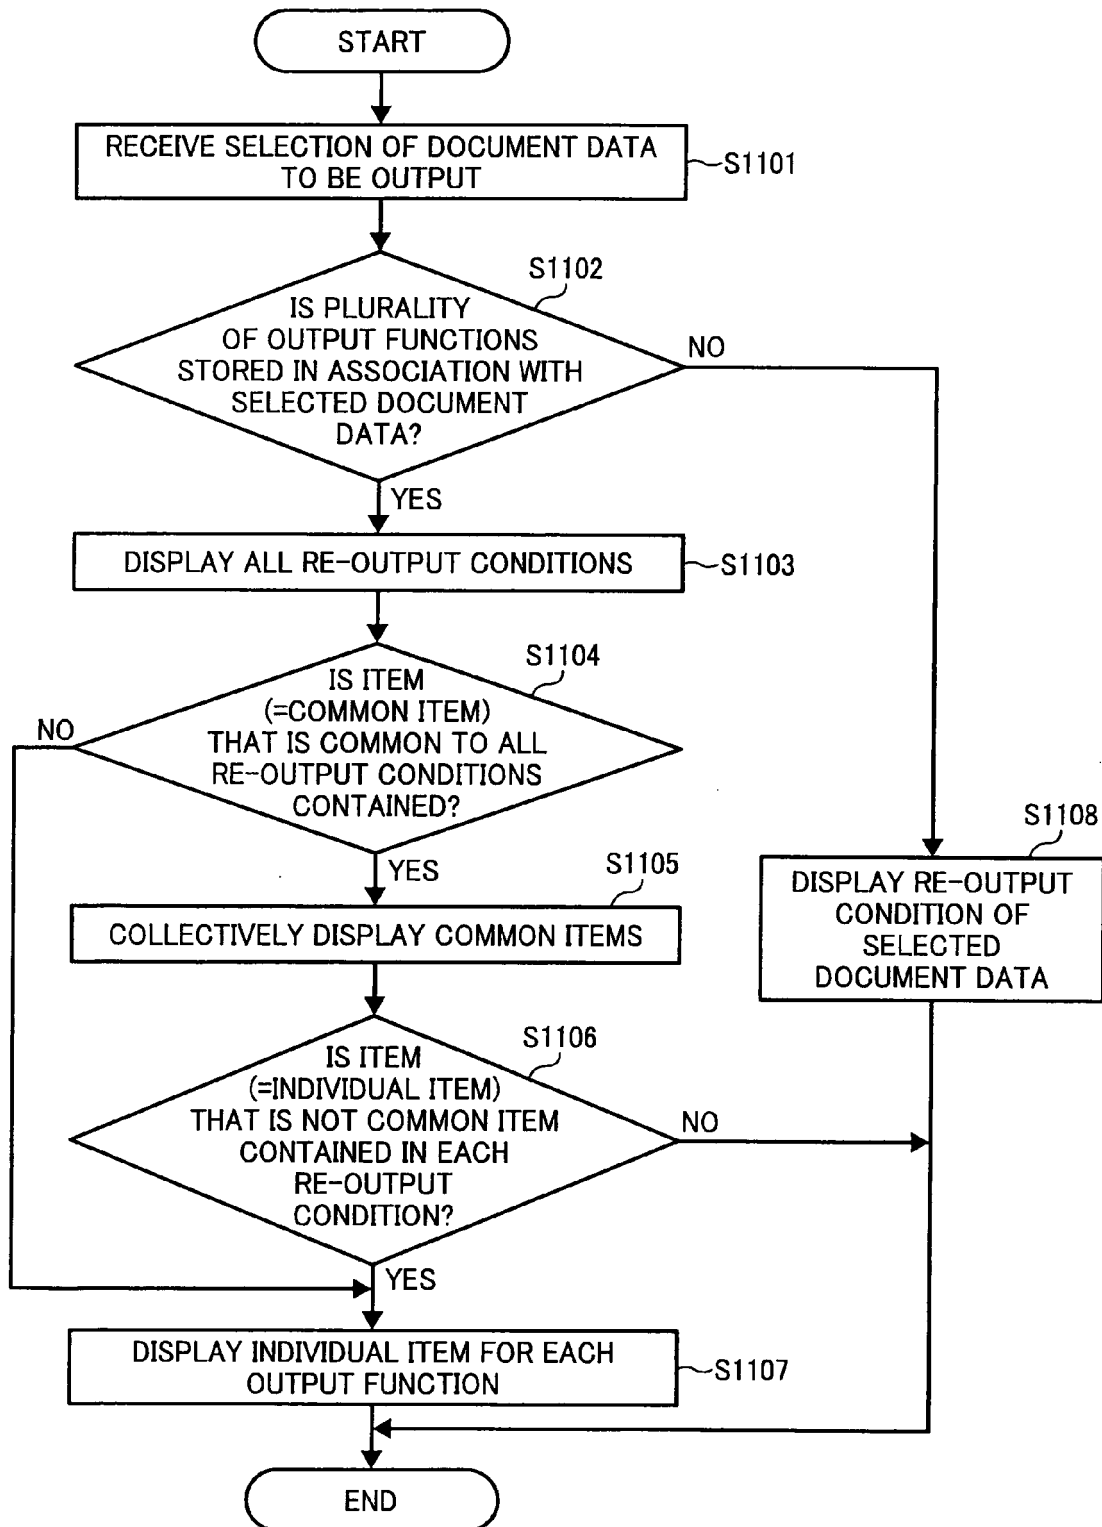 START
RECEIVE SELECTION OF DOCUMENT DATA
TO BE OUTPUT
S1101
S1102
IS PLURALITY
OF OUTPUT FUNCTIONS
STORED IN ASSOCIATION WITH
SELECTED DOCUMENT
DATA?
NO
YES
DISPLAY ALL RE-OUTPUT CONDITIONS
S1103
S1104
IS ITEM
(=COMMON ITEM)
THAT IS COMMON TO ALL
RE-OUTPUT CONDITIONS
CONTAINED?
NO
YES
S1105
COLLECTIVELY DISPLAY COMMON ITEMS
S1108
DISPLAY RE-OUTPUT
CONDITION OF
SELECTED
DOCUMENT DATA
S1106
IS ITEM
(=INDIVIDUAL ITEM)
THAT IS NOT COMMON ITEM
CONTAINED IN EACH
RE-OUTPUT
CONDITION?
NO
YES
DISPLAY INDIVIDUAL ITEM FOR EACH
OUTPUT FUNCTION
S1107
END